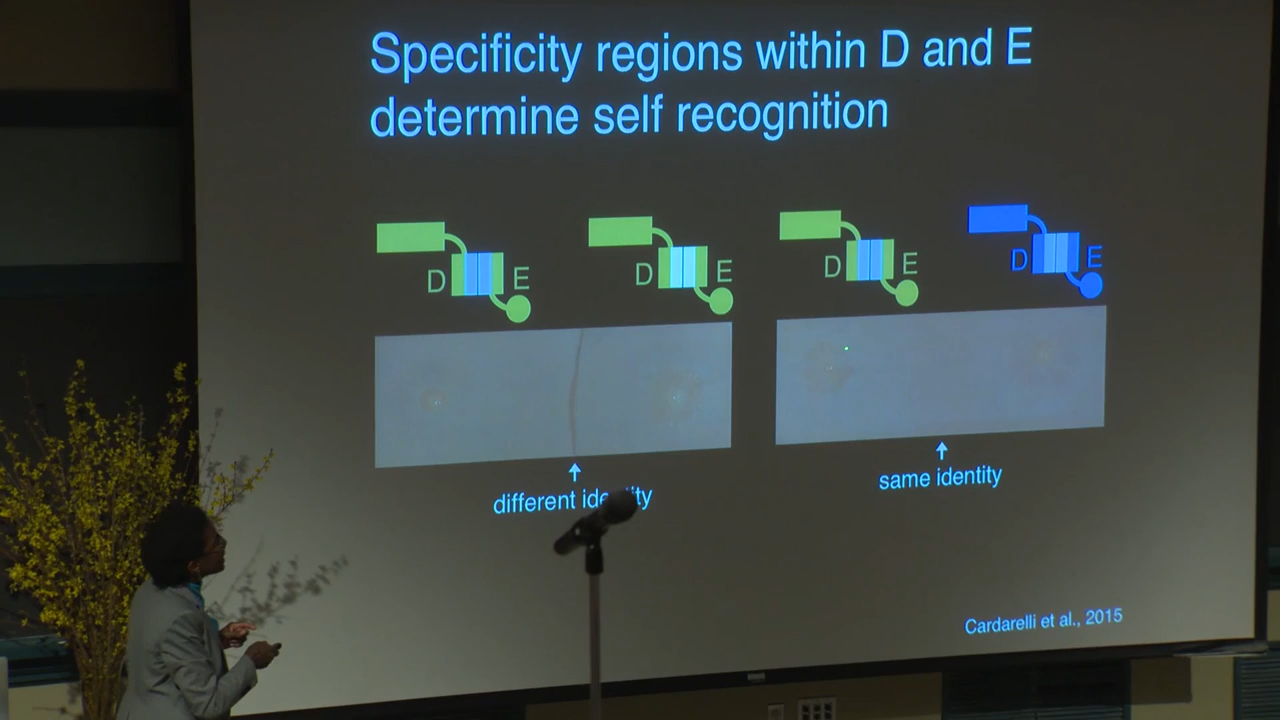 Specificity regions within D and E
determine self recognition
D E D E D E D E
different identity
same identity
Cardarelli et al., 2015